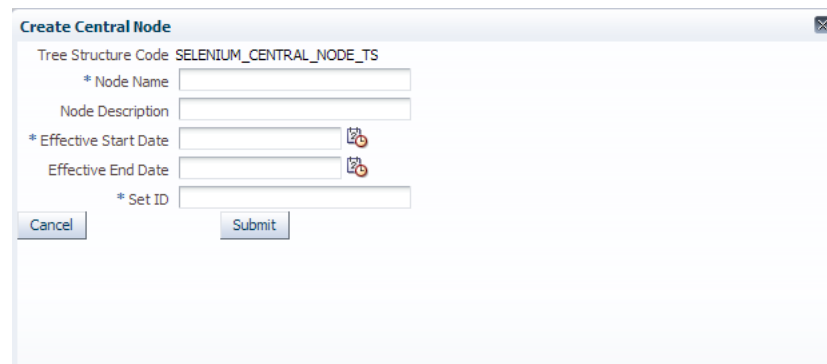 Create Central Node
Tree Structure Code SELENIUM_CENTRAL_NODE_TS
* Node Name
Node Description
* Effective Start Date
Effective End Date
* Set ID
Cancel Submit